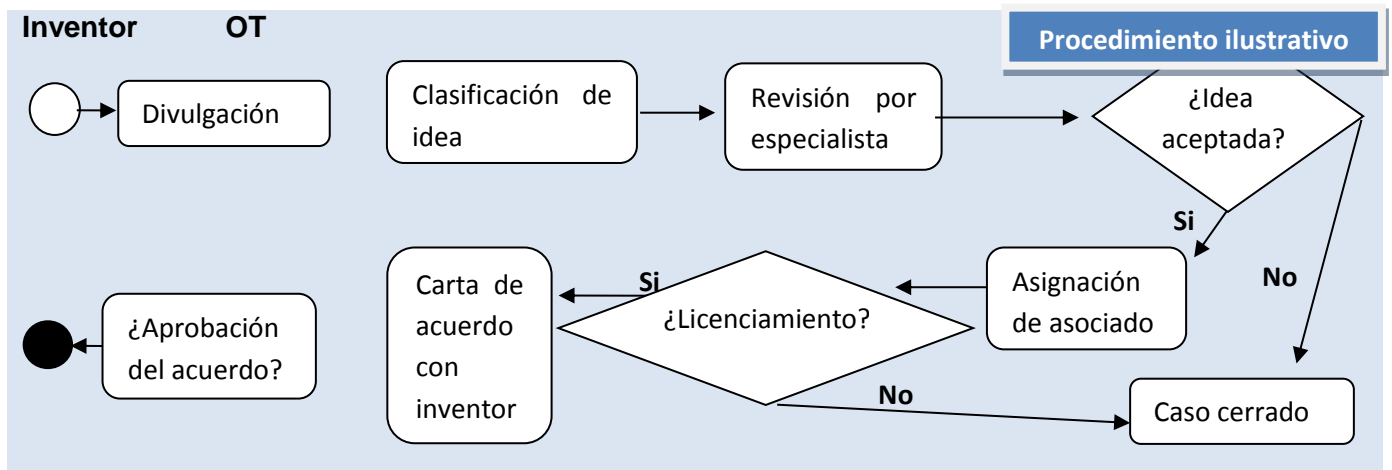 Inventor OT
Procedimiento ilustrativo
Divulgación
Clasificación de
idea
Revisión por
especialista
¿Idea
aceptada?
Si
No
Asignación
de asociado
¿Licenciamiento?
Si
No
Carta de
acuerdo
con
inventor
¿Aprobación
del acuerdo?
Caso cerrado